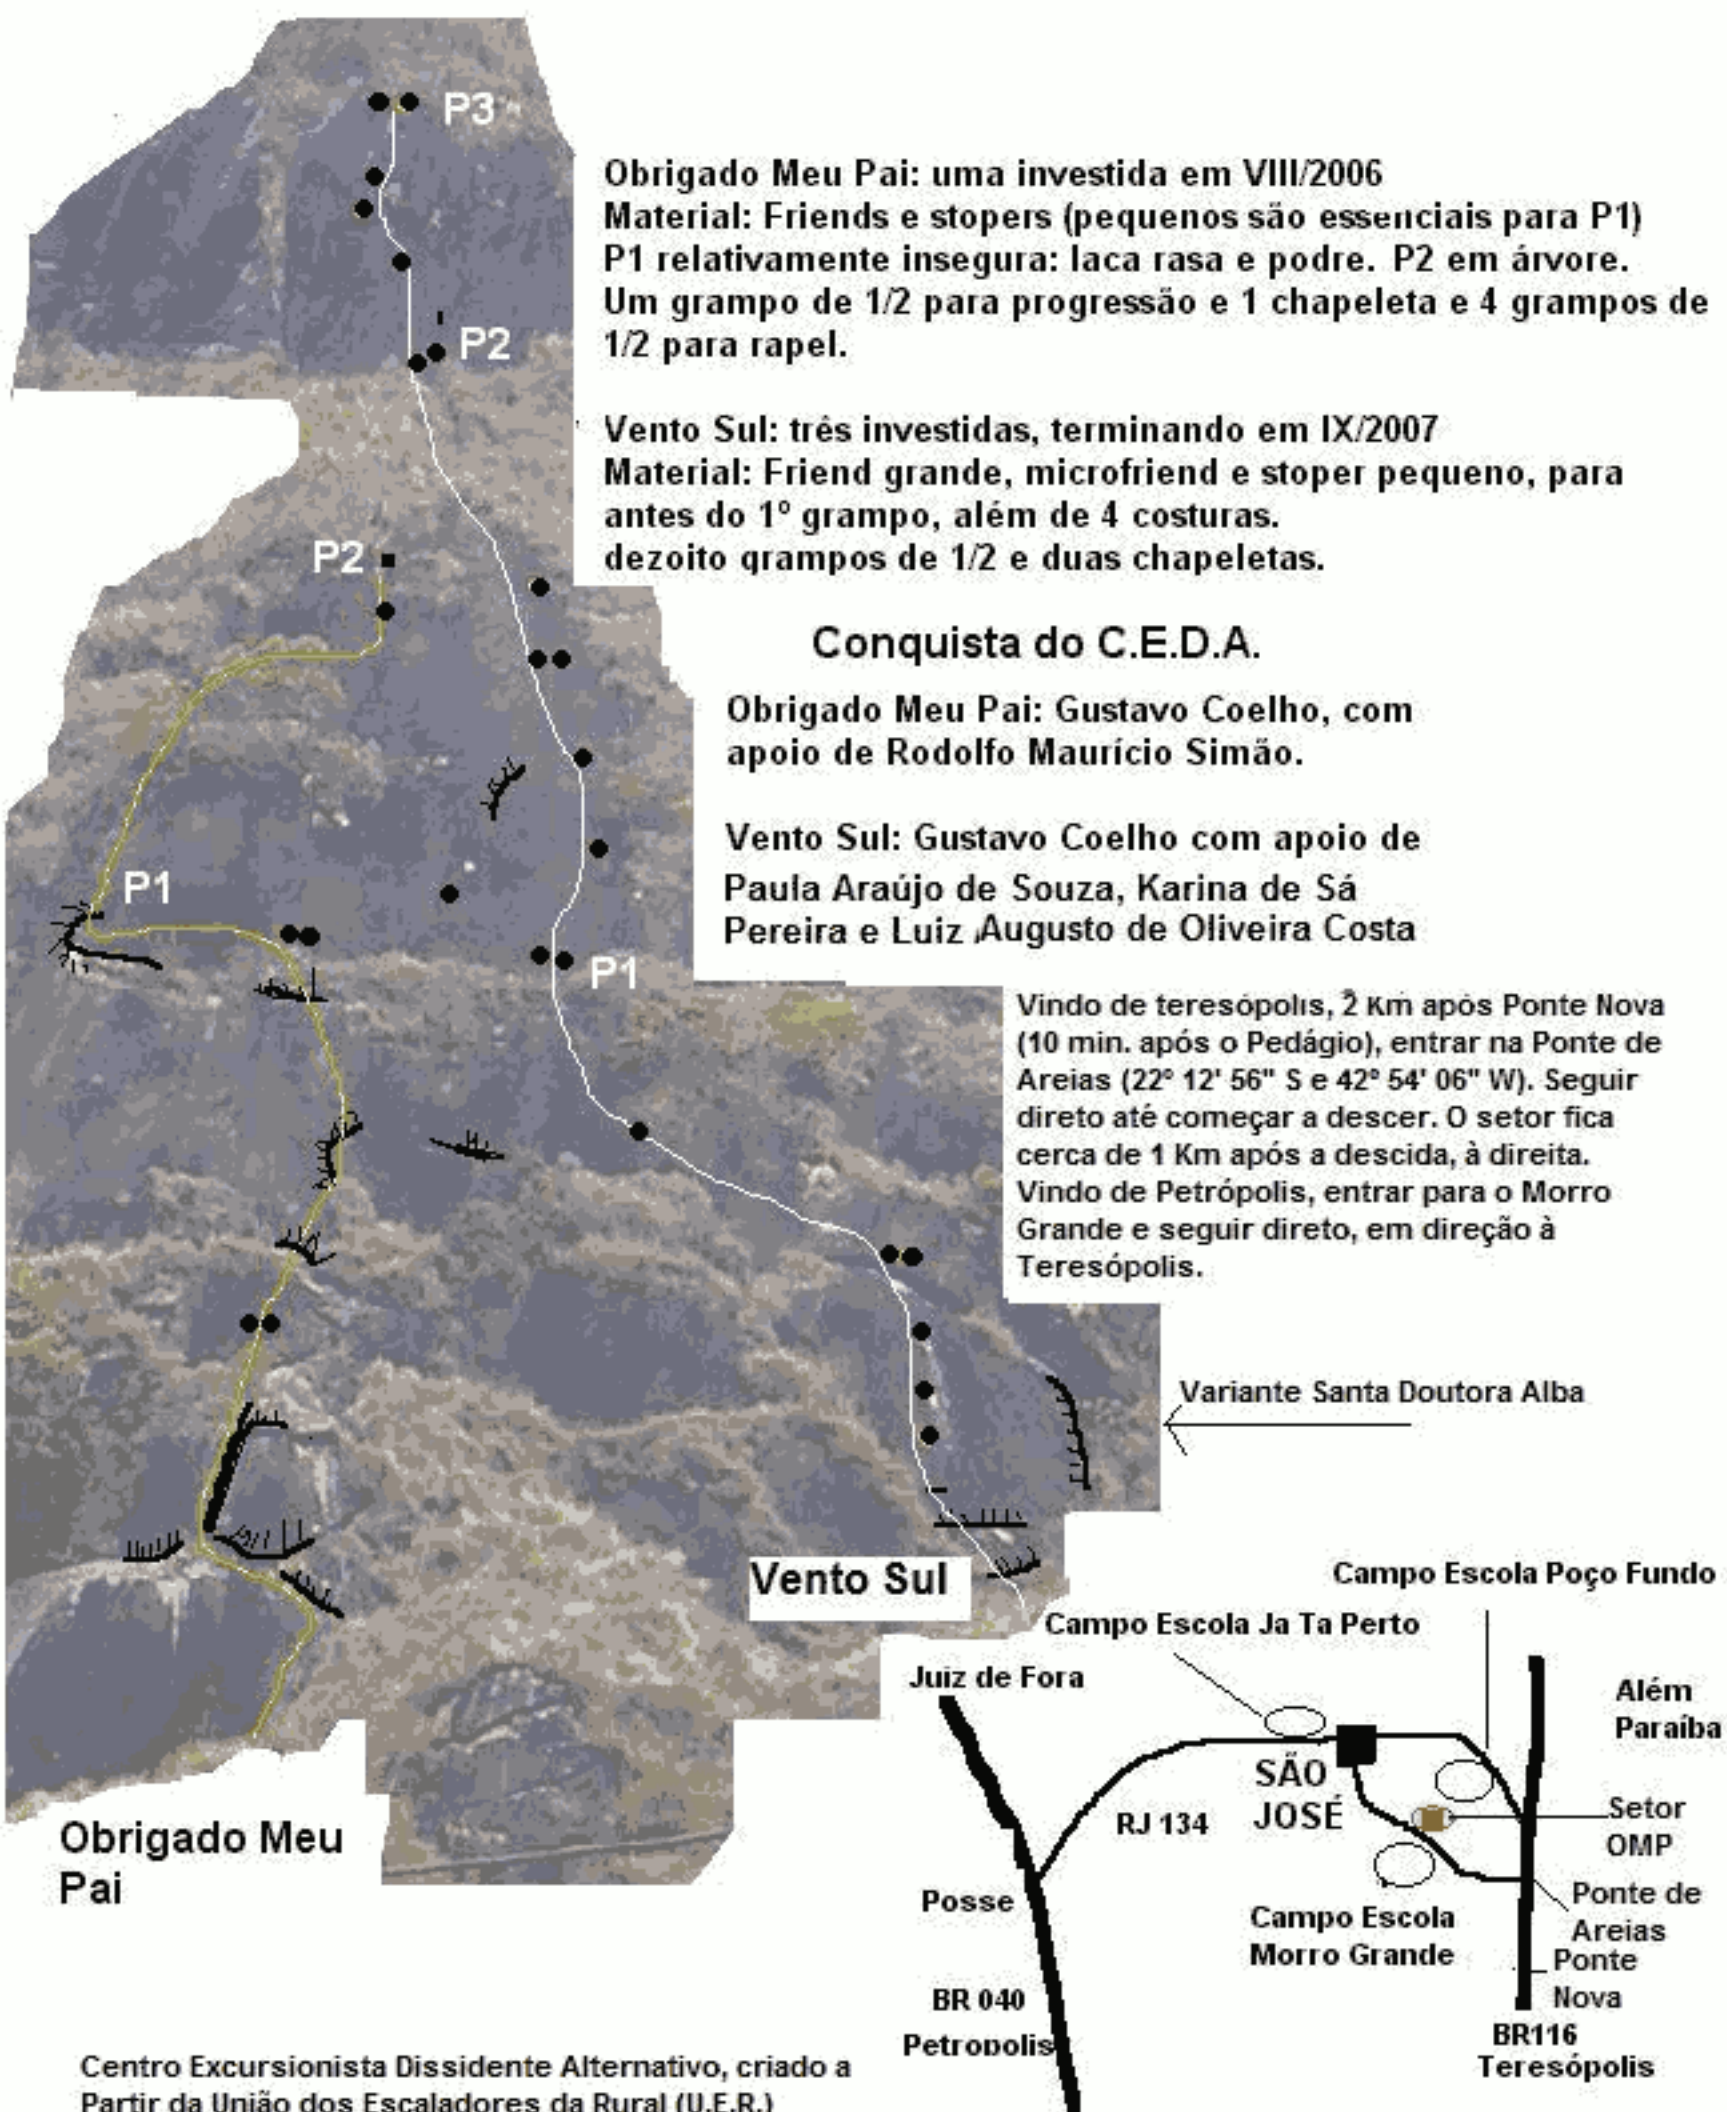 P3
Obrigado Meu Pai: uma investida em VIII/2006
Material: Friends e stopers (pequenos são essenciais para P1)
P1 relativamente insegura: laca rasa e podre. P2 em árvore.
Um grampo de 1/2 para progressão e 1 chapeleta e 4 grampos de
1/2 para rapel.
P2
Vento Sul: três investidas, terminando em IX/2007
Material: Friend grande, microfriend e stoper pequeno, para
antes do 1º grampo, além de 4 costuras.
dezoito grampos de 1/2 e duas chapeletas.
P2
Conquista do C.E.D.A.
Obrigado Meu Pai: Gustavo Coelho, com
apoio de Rodolfo Maurício Simão.
Vento Sul: Gustavo Coelho com apoio de
Paula Araújo de Souza, Karina de Sá
Pereira e Luiz Augusto de Oliveira Costa
P1
P1
Vindo de teresópolis, 2 Km após Ponte Nova
(10 min. após o Pedágio), entrar na Ponte de
Areias (22º 12' 56" S e 42º 54' 06" W). Seguir
direto até começar a descer. O setor fica
cerca de 1 Km após a descida, à direita.
Vindo de Petrópolis, entrar para o Morro
Grande e seguir direto, em direção à
Teresópolis.
Variante Santa Doutora Alba
Vento Sul
Campo Escola Poço Fundo
Campo Escola Ja Ta Perto
Juiz de Fora
Além
Paraíba
SÃO
JOSÉ
RJ 134
Setor
OMP
Obrigado Meu
Pai
Posse
Ponte de
Areias
Campo Escola
Morro Grande
Ponte
Nova
BR 040
Petropolis
BR116
Teresópolis
Centro Excursionista Dissidente Alternativo, criado a
Partir da União dos Escaladores da Rural (U.E.R.)